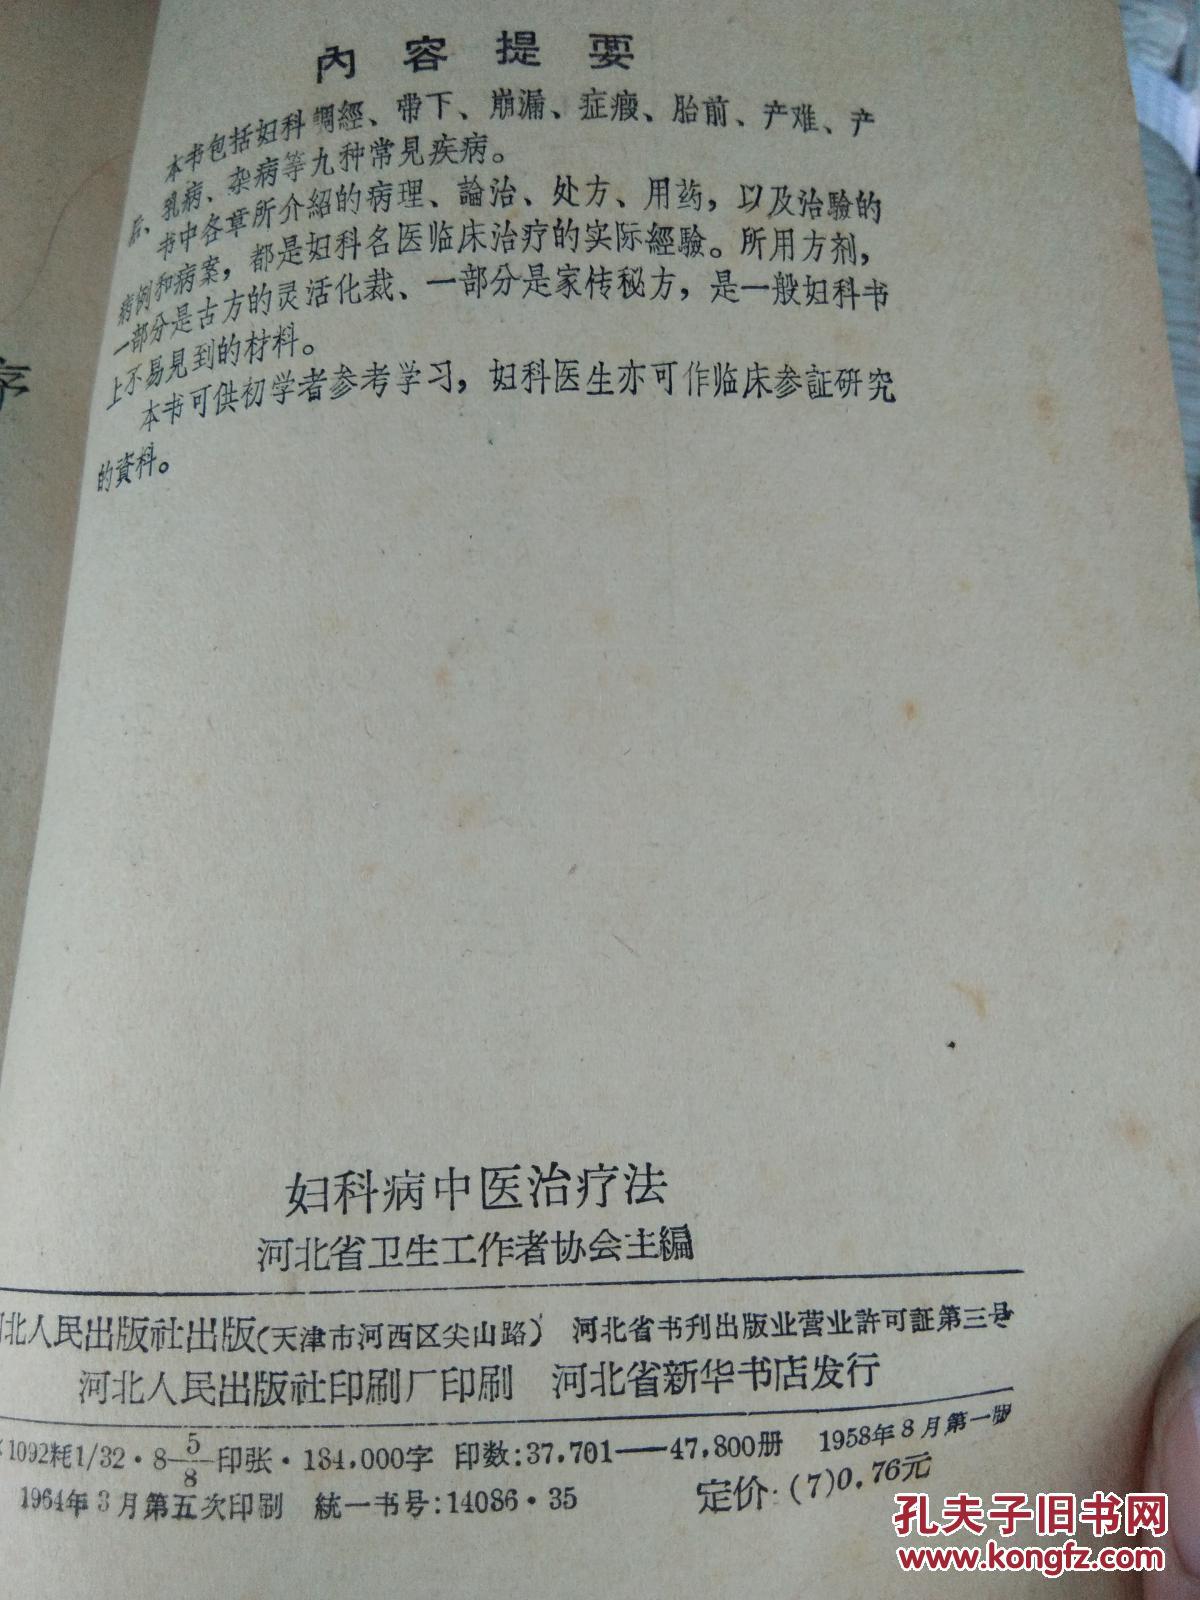 內容提要
本书包括妇科調經、带下、崩漏、症瘕、胎前、产难、产
后、乳病、杂病等九种常見疾病。
书中各章所介紹的病理、論治、处方、用药，以及治驗的
病例和病案，都是妇科名医临床治疗的实际經驗。所用方剂，
一部分是古方的灵活化裁、一部分是家传秘方，是一般妇科书
上不易見到的材料。
本书可供初学者参考学习，妇科医生亦可作临床参証研究
的資料。
序
妇科病中医治疗法
河北省卫生工作者协会主編
北人民出版社出版（天津市河西区尖山路） 河北省书刊出版业营业許可証第三号
河北人民出版社印刷厂印刷 河北省新华书店发行
×1092粍1/32·8 5/8 印张·184,000字 印数:37,701——47,800册 1958年8月第一版
1964年3月第五次印刷 統一书号:14086·35 定价:(7)0.76元
孔夫子旧书网
www.kongfz.com